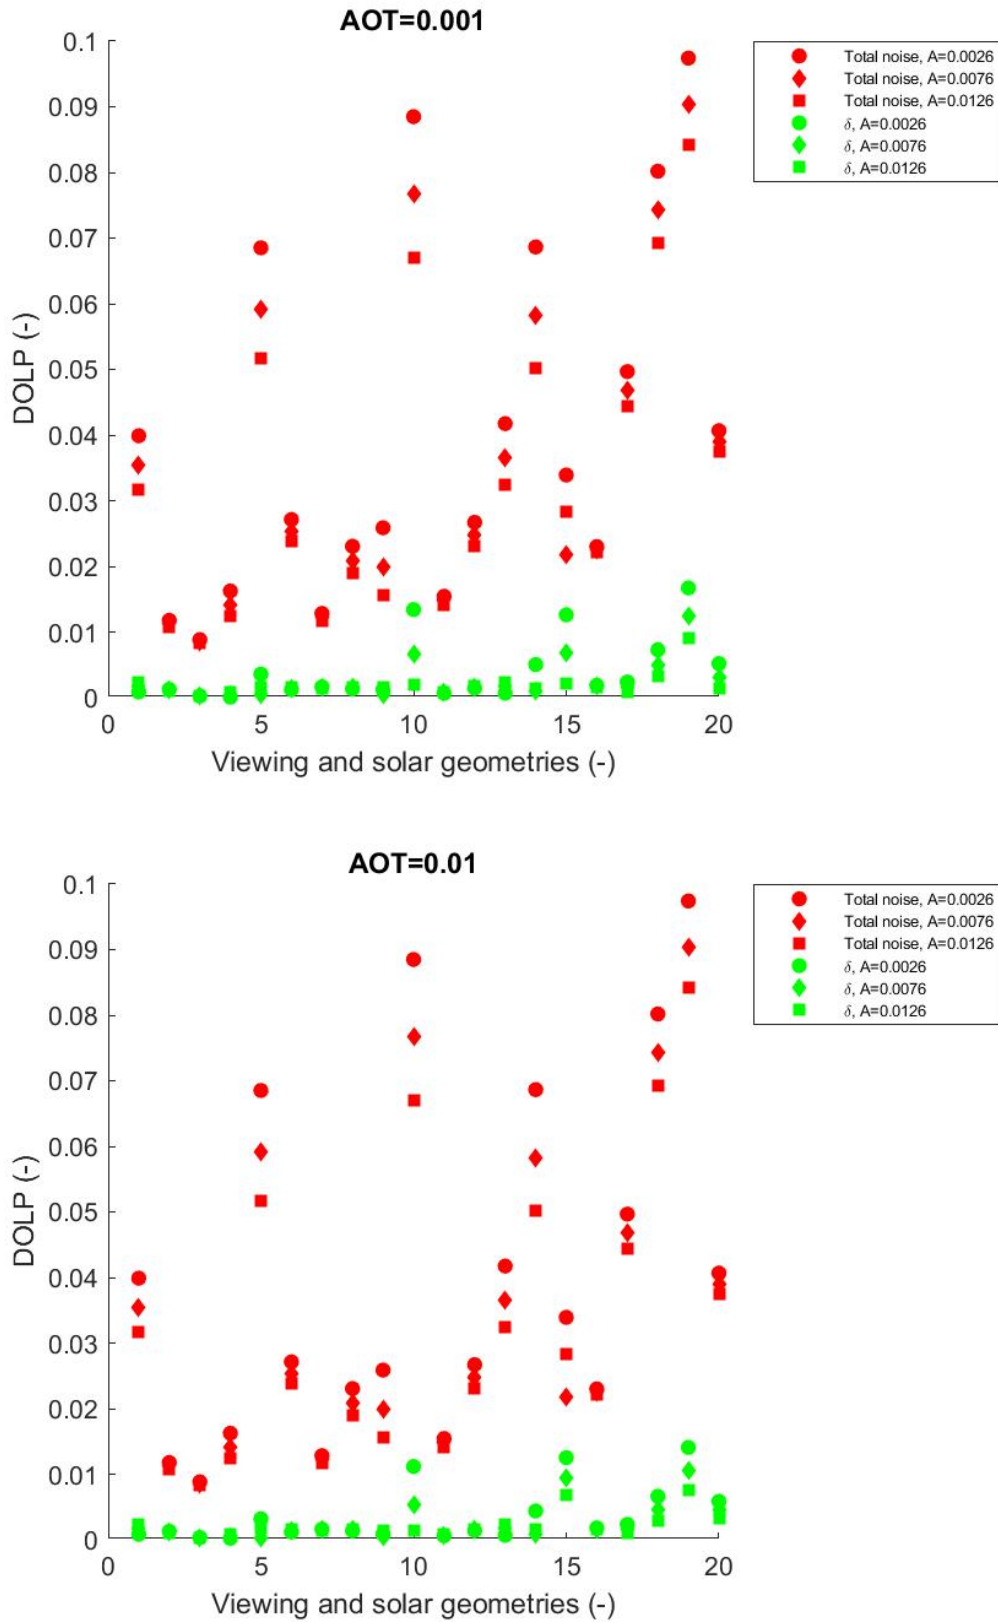 AOT=0.001
0.1
0.09
0.08
0.07
0.06
0.05
0.04
0.03
0.02
0.01
0
DOLP (-)
0 5 10 15 20
Viewing and solar geometries (-)
Total noise, A=0.0026
Total noise, A=0.0076
Total noise, A=0.0126
δ, A=0.0026
δ, A=0.0076
δ, A=0.0126
AOT=0.01
0.1
0.09
0.08
0.07
0.06
0.05
0.04
0.03
0.02
0.01
0
DOLP (-)
0 5 10 15 20
Viewing and solar geometries (-)
Total noise, A=0.0026
Total noise, A=0.0076
Total noise, A=0.0126
δ, A=0.0026
δ, A=0.0076
δ, A=0.0126